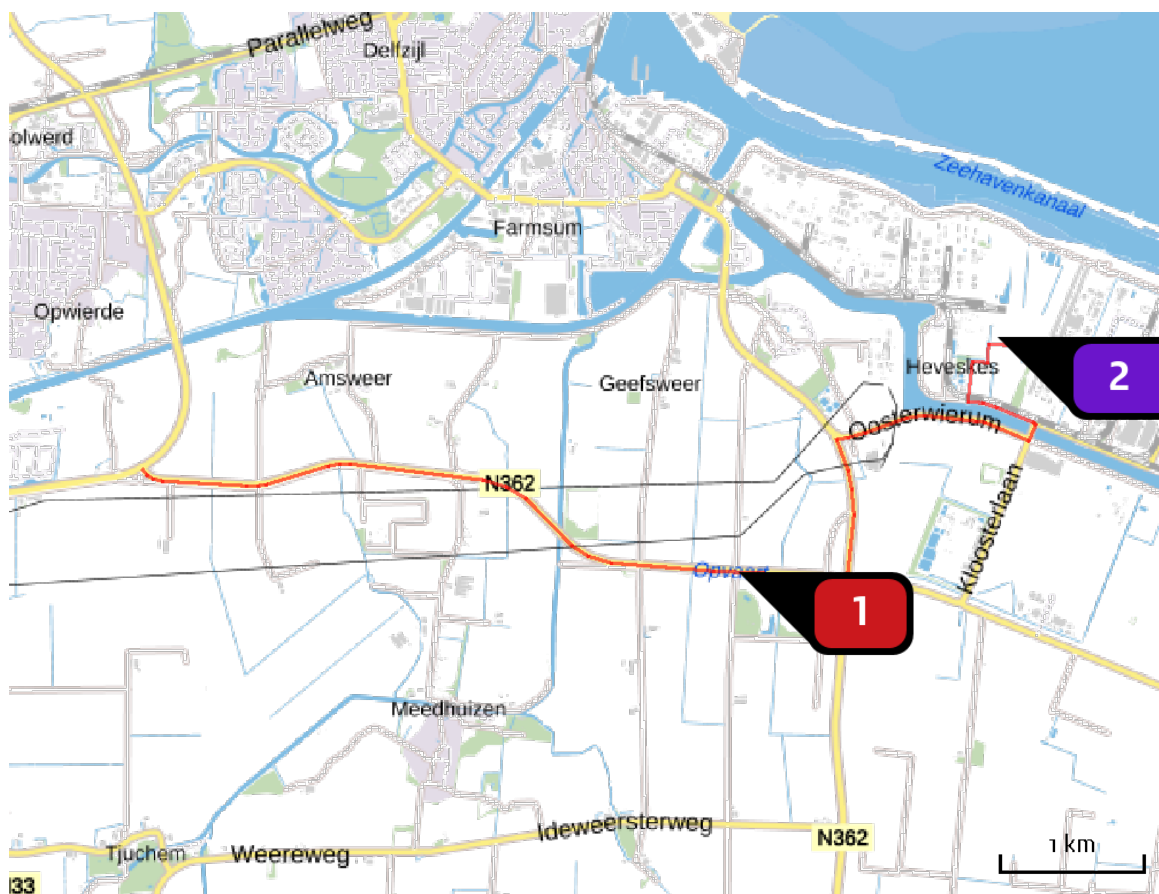 Parallelweg
Delfzijl
olwerd
Zeehavenkanaal
Farmsum
Opwierde
Heveskes
2
Amsweer
Geefsweer
Oosterwierum
N362
Kloosterlaan
Opvaart
1
Meedhuizen
Ideweersterweg
N362
1 km
Tjuchem
Weereweg
33